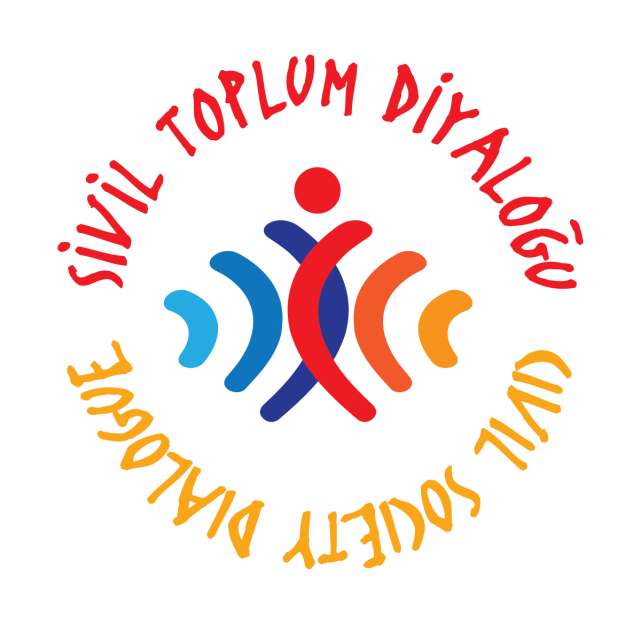 SİVİL TOPLUM DİYALOĞU
CIVIL SOCIETY DIALOGUE